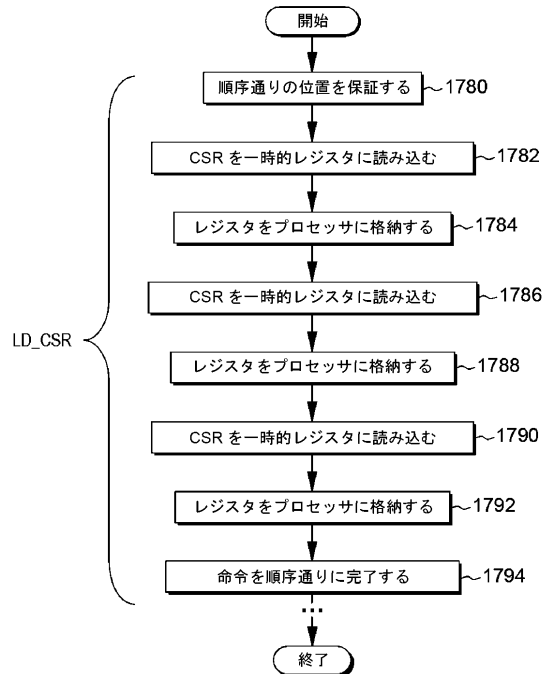 開始
順序通りの位置を保証する 1780
CSR を一時的レジスタに読み込む 1782
レジスタをプロセッサに格納する 1784
CSR を一時的レジスタに読み込む 1786
LD_CSR
レジスタをプロセッサに格納する 1788
CSR を一時的レジスタに読み込む 1790
レジスタをプロセッサに格納する 1792
命令を順序通りに完了する 1794
...
終了